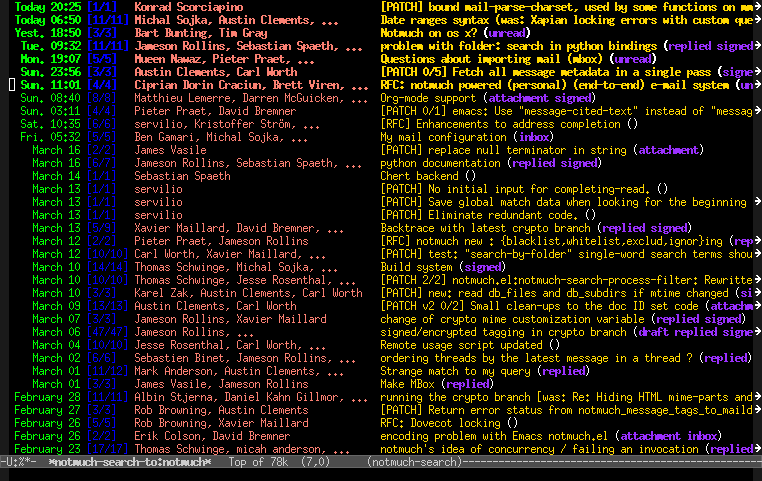 Today 20:25 [1/1] Konrad Scorciapino [PATCH] bound mail-parse-charset, used by some functions on mm
Today 06:50 [11/11] Michal Sojka, Austin Clements, ... Date ranges syntax (was: Xapian locking errors with custom que
Yest. 18:50 [3/3] Bart Bunting, Tim Gray Notmuch on os x? (unread)
Tue. 09:32 [11/11] Jameson Rollins, Sebastian Spaeth, ... problem with folder: search in python bindings (replied signed
Mon. 19:07 [5/5] Mueen Nawaz, Pieter Praet, ... Questions about importing mail (mbox) (unread)
Sun. 23:56 [3/3] Austin Clements, Carl Worth [PATCH 0/5] Fetch all message metadata in a single pass (signe
Sun. 11:01 [4/4] Ciprian Dorin Craciun, Brett Viren, ... RFC: notmuch powered (personal) (end-to-end) e-mail system (un
Sun. 08:40 [8/8] Matthieu Lemerre, Darren McGuicken, ... Org-mode support (attachment signed)
Sun. 03:11 [4/4] Pieter Praet, David Bremner [PATCH 0/1] emacs: Use "message-cited-text" instead of "messag
Sat. 10:35 [6/6] servilio, Kristoffer Ström, ... [RFC] Enhancements to address completion ()
Fri. 05:32 [5/5] Ben Gamari, Michal Sojka, ... My mail configuration (inbox)
March 16 [2/2] James Vasile [PATCH] replace null terminator in string (attachment)
March 16 [6/7] Jameson Rollins, Sebastian Spaeth, ... python documentation (replied signed)
March 14 [1/1] Sebastian Spaeth Chert backend ()
March 13 [1/1] servilio [PATCH] No initial input for completing-read. ()
March 13 [1/1] servilio [PATCH] Save global match data when looking for the beginning
March 13 [1/1] servilio [PATCH] Eliminate redundant code. ()
March 13 [5/9] Xavier Maillard, David Bremner, ... Backtrace with latest crypto branch (replied signed)
March 12 [2/2] Pieter Praet, Jameson Rollins [RFC] notmuch new : {blacklist,whitelist,exclud,ignor}ing (rep
March 12 [10/10] Carl Worth, Xavier Maillard, ... [PATCH] test: "search-by-folder" single-word search terms shou
March 10 [14/14] Thomas Schwinge, Michal Sojka, ... Build system (signed)
March 10 [10/10] Thomas Schwinge, Jesse Rosenthal, ... [PATCH 2/2] notmuch.el:notmuch-search-process-filter: Rewritte
March 10 [3/3] Karel Zak, Austin Clements, Carl Worth [PATCH] new: read db_files and db_subdirs if mtime changed (si
March 09 [13/13] Austin Clements, Carl Worth [PATCH v2 0/2] Small clean-ups to the doc ID set code (attachm
March 07 [3/3] Jameson Rollins, Xavier Maillard change of crypto mime customization variable (replied signed)
March 06 [47/47] Jameson Rollins, ... signed/encrypted tagging in crypto branch (draft replied signe
March 04 [10/10] Jesse Rosenthal, Carl Worth, ... Remote usage script updated ()
March 02 [6/6] Sebastien Binet, Jameson Rollins, ... ordering threads by the latest message in a thread ? (replied)
March 01 [11/12] Mark Anderson, Austin Clements, ... Strange match to my query (replied)
March 01 [3/3] James Vasile, Jameson Rollins Make MBox (replied)
February 28 [11/11] Albin Stjerna, Daniel Kahn Gillmor, ... running the crypto branch [was: Re: Hiding HTML mime-parts and
February 27 [3/3] Rob Browning, Austin Clements [PATCH] Return error status from notmuch_message_tags_to_maild
February 26 [5/5] Rob Browning, Xavier Maillard RFC: Dovecot locking ()
February 26 [2/2] Erik Colson, David Bremner encoding problem with Emacs notmuch.el (attachment inbox)
February 23 [17/17] Thomas Schwinge, micah anderson, ... notmuch's idea of concurrency / failing an invocation (replied
-U:%*- *notmuch-search-to:notmuch* Top of 78k (7,0) (notmuch-search)